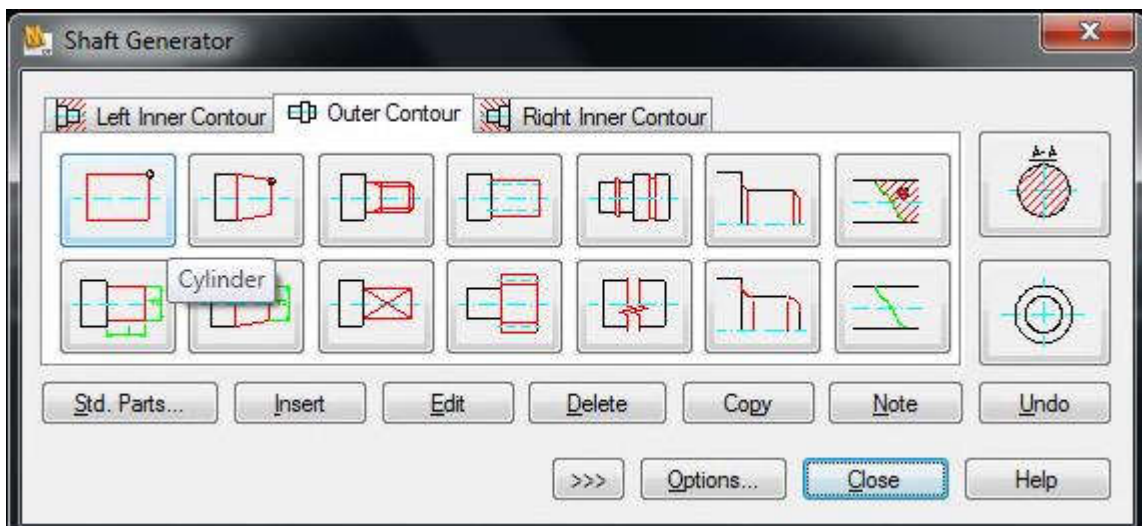 Shaft Generator
Left Inner Contour Outer Contour Right Inner Contour
A-A
Cylinder
Std. Parts... Insert Edit Delete Copy Note Undo
>>> Options... Close Help